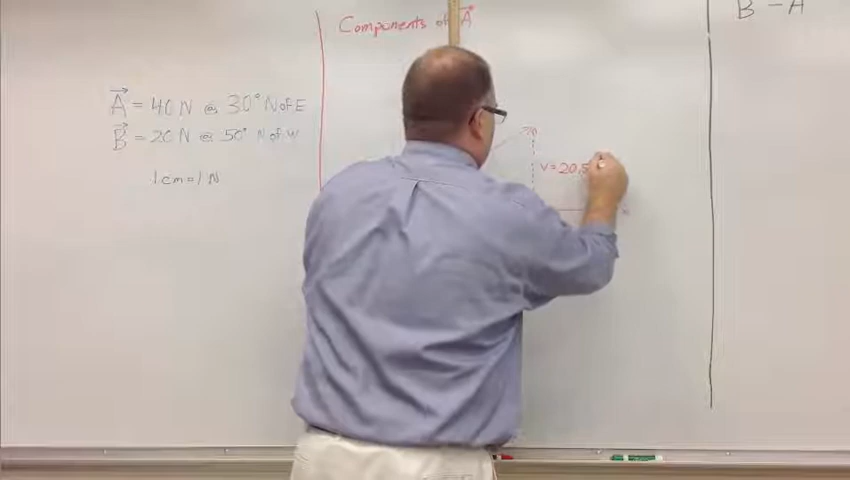 Components of A
B - A
A = 40 N @ 30° N of E
B = 20 N @ 50° N of W
1 cm = 1 N
V = 20.5